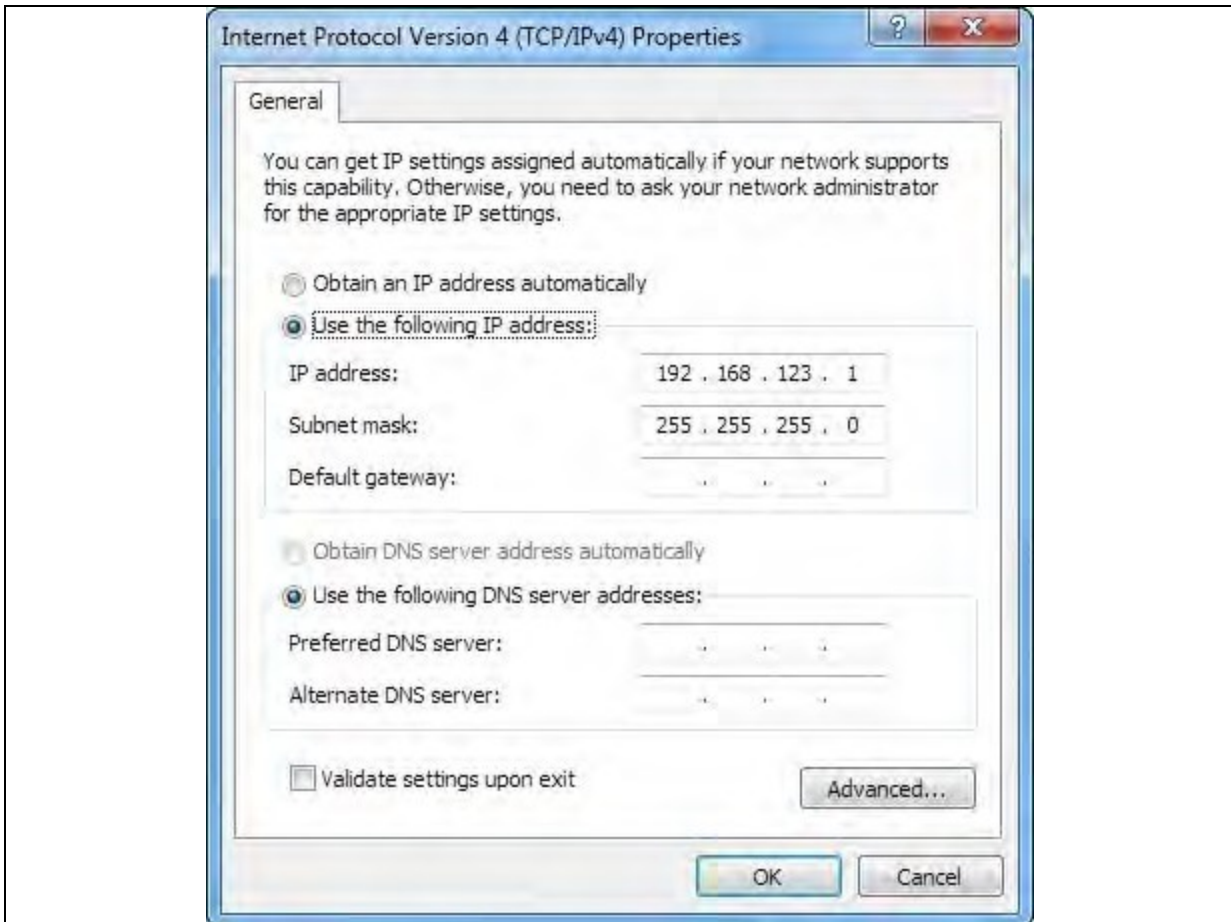 Internet Protocol Version 4 (TCP/IPv4) Properties
?
X
General
You can get IP settings assigned automatically if your network supports
this capability. Otherwise, you need to ask your network administrator
for the appropriate IP settings.
Obtain an IP address automatically
Use the following IP address:
IP address: 192 . 168 . 123 . 1
Subnet mask: 255 . 255 . 255 . 0
Default gateway: . . .
Obtain DNS server address automatically
Use the following DNS server addresses:
Preferred DNS server: . . .
Alternate DNS server: . . .
Validate settings upon exit
Advanced...
OK Cancel